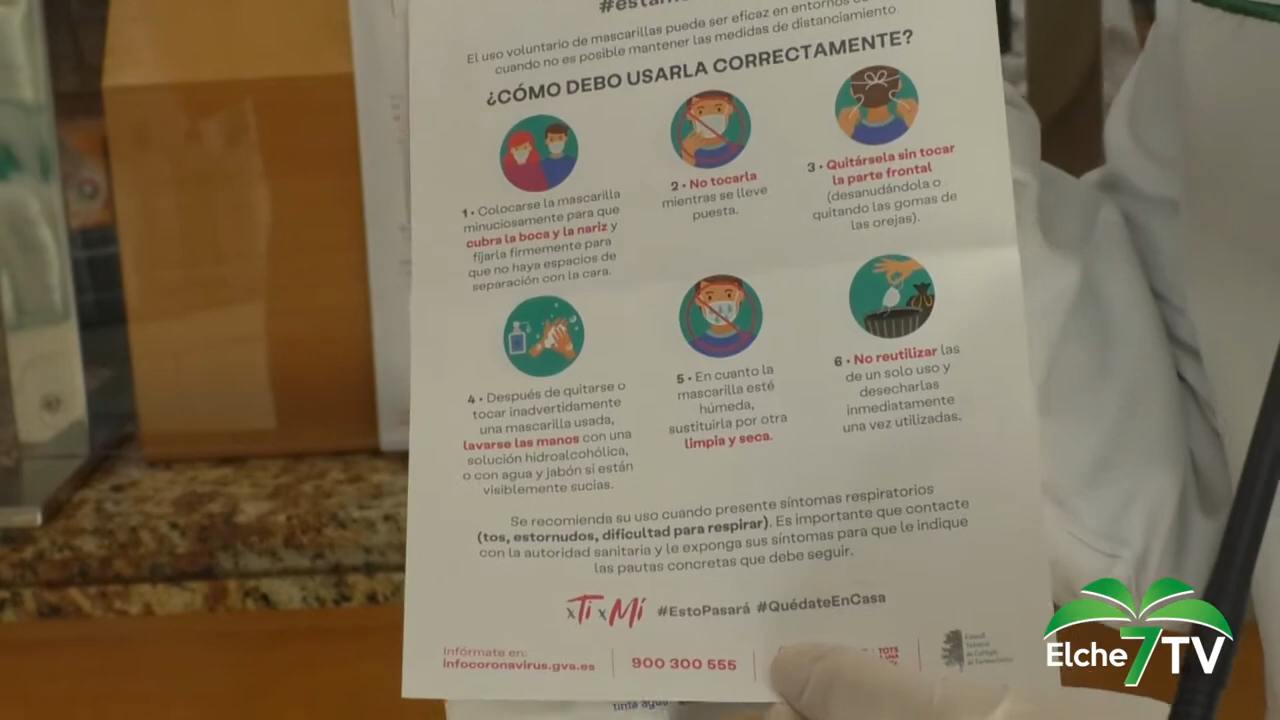 El uso voluntario de mascarillas puede ser eficaz en entornos
cuando no es posible mantener las medidas de distanciamiento.
¿CÓMO DEBO USARLA CORRECTAMENTE?
1 • Colocarse la mascarilla
minuciosamente para que
cubra la boca y la nariz y
fijarla firmemente para
que no haya espacios de
separación con la cara.
2 • No tocarla
mientras se lleve
puesta.
3 • Quitársela sin tocar
la parte frontal
(desanudándola o
quitando las gomas de
las orejas).
4 • Después de quitarse o
tocar inadvertidamente
una mascarilla usada,
lavarse las manos con una
solución hidroalcohólica,
o con agua y jabón si están
visiblemente sucias.
5 • En cuanto la
mascarilla esté
húmeda,
sustituirla por otra
limpia y seca.
6 • No reutilizar las
de un solo uso y
desecharlas
inmediatamente
una vez utilizadas.
Se recomienda su uso cuando presente síntomas respiratorios
(tos, estornudos, dificultad para respirar). Es importante que contacte
con la autoridad sanitaria y le exponga sus síntomas para que le indique
las pautas concretas que debe seguir.
xTi xMí #EstoPasará #QuédateEnCasa
Infórmate en:
infocoronavirus.gva.es
900 300 555
TOTS
Elche 7 TV